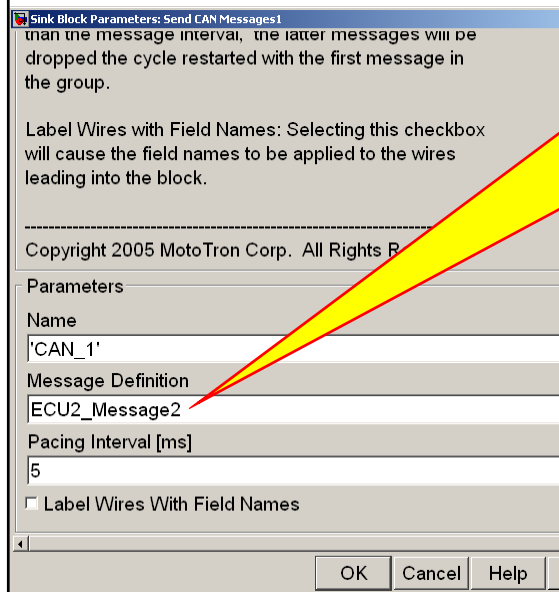 Sink Block Parameters: Send CAN Messages1
than the message interval, the latter messages will be
dropped the cycle restarted with the first message in
the group.
Label Wires with Field Names: Selecting this checkbox
will cause the field names to be applied to the wires
leading into the block.
--------------------------------------------------------------------------------
Copyright 2005 MotoTron Corp. All Rights
Parameters
Name
'CAN_1'
Message Definition
ECU2_Message2
Pacing Interval [ms]
5
Label Wires With Field Names
OK Cancel Help